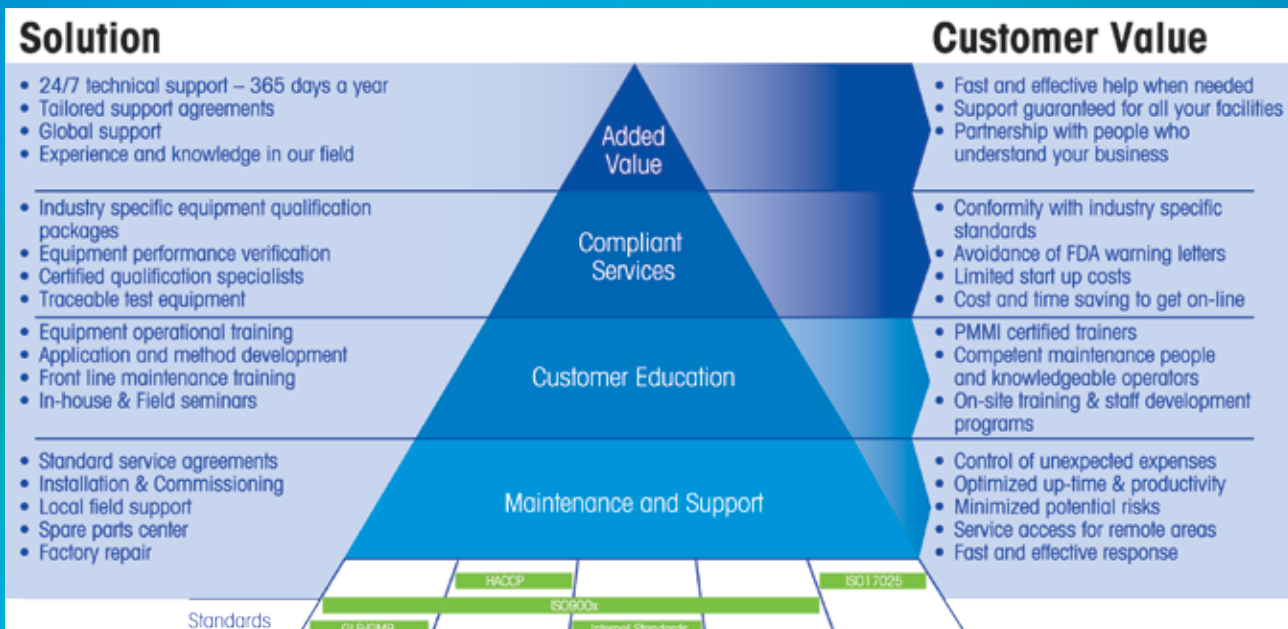 Solution
• 24/7 technical support – 365 days a year
• Tailored support agreements
• Global support
• Experience and knowledge in our field
• Industry specific equipment qualification
packages
• Equipment performance verification
• Certified qualification specialists
• Traceable test equipment
• Equipment operational training
• Application and method development
• Front line maintenance training
• In-house & Field seminars
• Standard service agreements
• Installation & Commissioning
• Local field support
• Spare parts center
• Factory repair
Added
Value
Compliant
Services
Customer Education
Maintenance and Support
Customer Value
• Fast and effective help when needed
• Support guaranteed for all your facilities
• Partnership with people who
understand your business
• Conformity with industry specific
standards
• Avoidance of FDA warning letters
• Limited start up costs
• Cost and time saving to get on-line
• PMMI certified trainers
• Competent maintenance people
and knowledgeable operators
• On-site training & staff development
programs
• Control of unexpected expenses
• Optimized up-time & productivity
• Minimized potential risks
• Service access for remote areas
• Fast and effective response
HACCP
ISO17025
ISO900x
Standards
Internal Standards